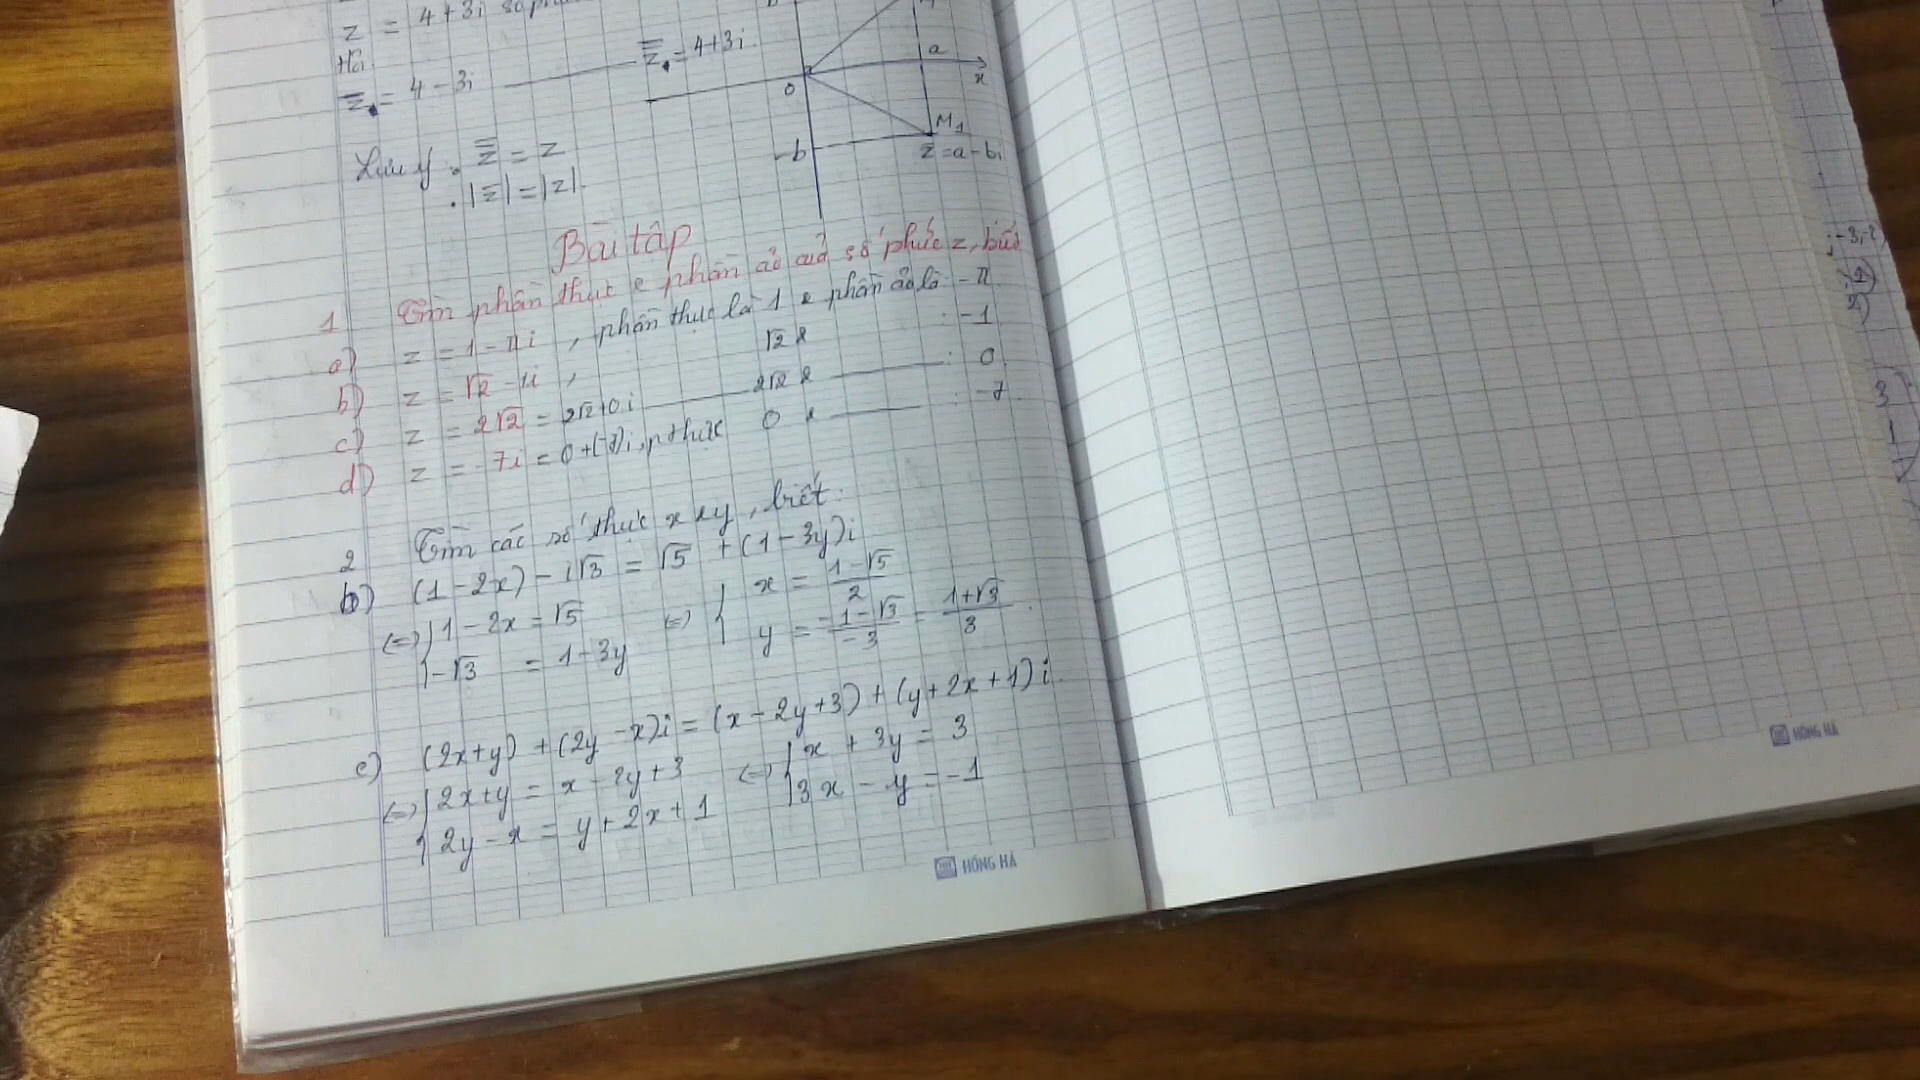 z = 4+3i số ph
z̄ = 4 - 3i
z̿ = 4+3i.
O
a
x
-b
M₁
z̄ = a - bi
Lưu ý . z̿ = z
. |z̄| = |z|.
Bài tập
1 Tìm phần thực & phần ảo của số phức z, biết
a) z = 1 - πi , phần thực là 1 & phần ảo là - π.
b) z = √2 - 1i , √2 & : -1
c) z = 2√2 = 2√2+0i 2√2 & : 0
d) z = -7i = 0+(-7)i, p thực 0 & : -7
2 Tìm các số thực x & y, biết:
b) (1-2x) - i√3 = √5 + (1-3y)i
<=> { 1-2x = √5 <=> { x = (1-√5)/2
-√3 = 1-3y y = (-1-√3)/-3 = (1+√3)/3.
c) (2x+y) + (2y-x)i = (x-2y+3) + (y+2x+1)i.
<=> { 2x+y = x-2y+3 <=> { x + 3y = 3
2y-x = y+2x+1 3x - y = -1
HỒNG HÀ
HỒNG HÀ